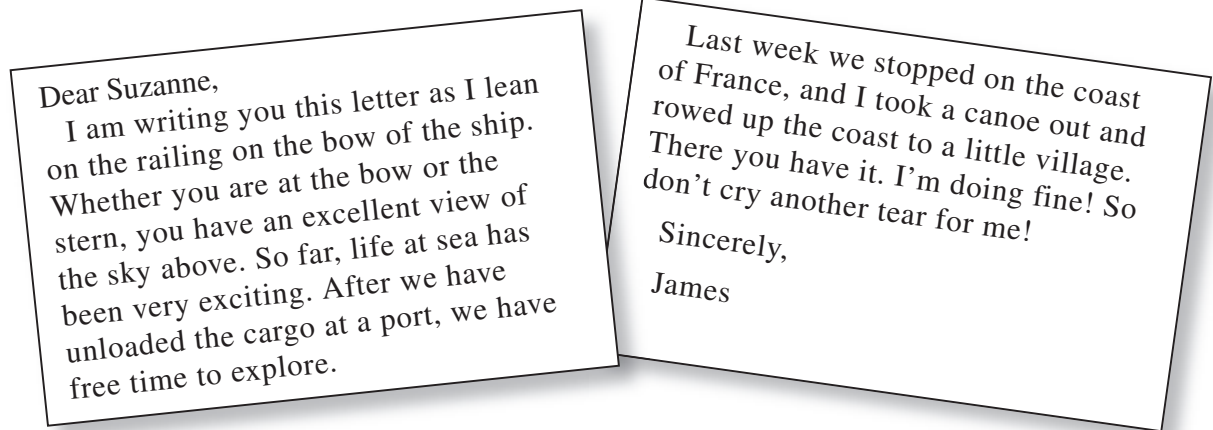 Dear Suzanne,
I am writing you this letter as I lean
on the railing on the bow of the ship.
Whether you are at the bow or the
stern, you have an excellent view of
the sky above. So far, life at sea has
been very exciting. After we have
unloaded the cargo at a port, we have
free time to explore.
Last week we stopped on the coast
of France, and I took a canoe out and
rowed up the coast to a little village.
There you have it. I'm doing fine! So
don't cry another tear for me!
Sincerely,
James